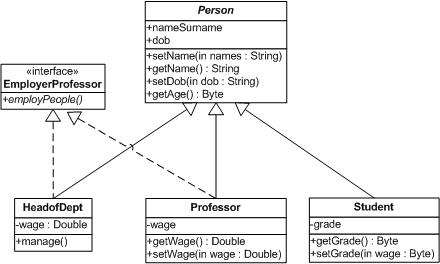 Person
+nameSurname
+dob
+setName(in names : String)
+getName() : String
+setDob(in dob : String)
+getAge() : Byte
«interface»
EmployerProfessor
+employPeople()
HeadofDept
-wage : Double
+manage()
Professor
-wage
+getWage() : Double
+setWage(in wage : Double)
Student
-grade
+getGrade() : Byte
+setGrade(in wage : Byte)